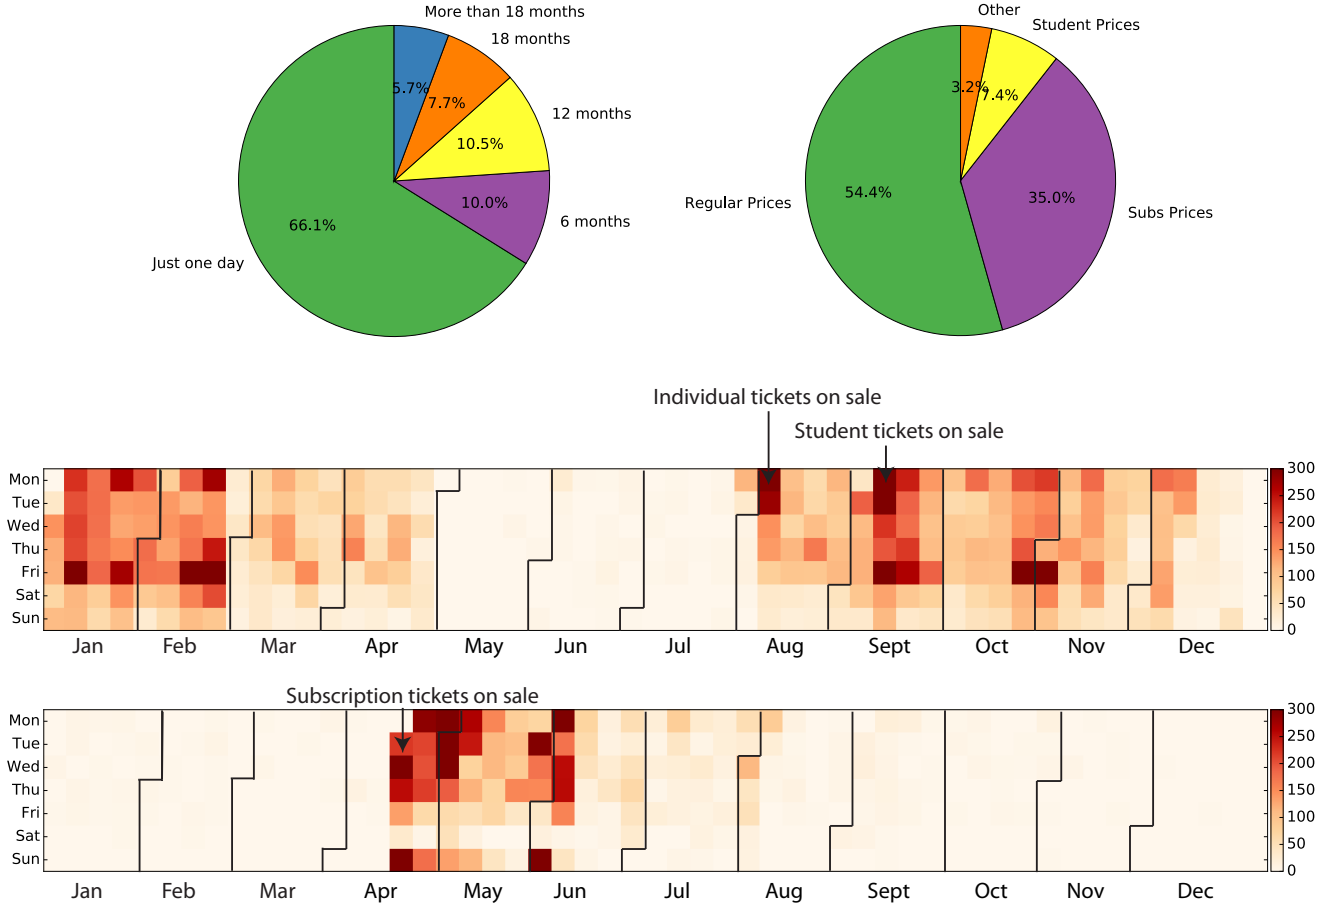 More than 18 months
18 months
5.7%
7.7%
12 months
10.5%
10.0%
6 months
66.1%
Just one day
Other
Student Prices
3.2%
7.4%
54.4%
35.0%
Regular Prices
Subs Prices
Individual tickets on sale
Student tickets on sale
Mon
Tue
Wed
Thu
Fri
Sat
Sun
300
250
200
150
100
50
0
Jan Feb Mar Apr May Jun Jul Aug Sept Oct Nov Dec
Subscription tickets on sale
Mon
Tue
Wed
Thu
Fri
Sat
Sun
300
250
200
150
100
50
0
Jan Feb Mar Apr May Jun Jul Aug Sept Oct Nov Dec